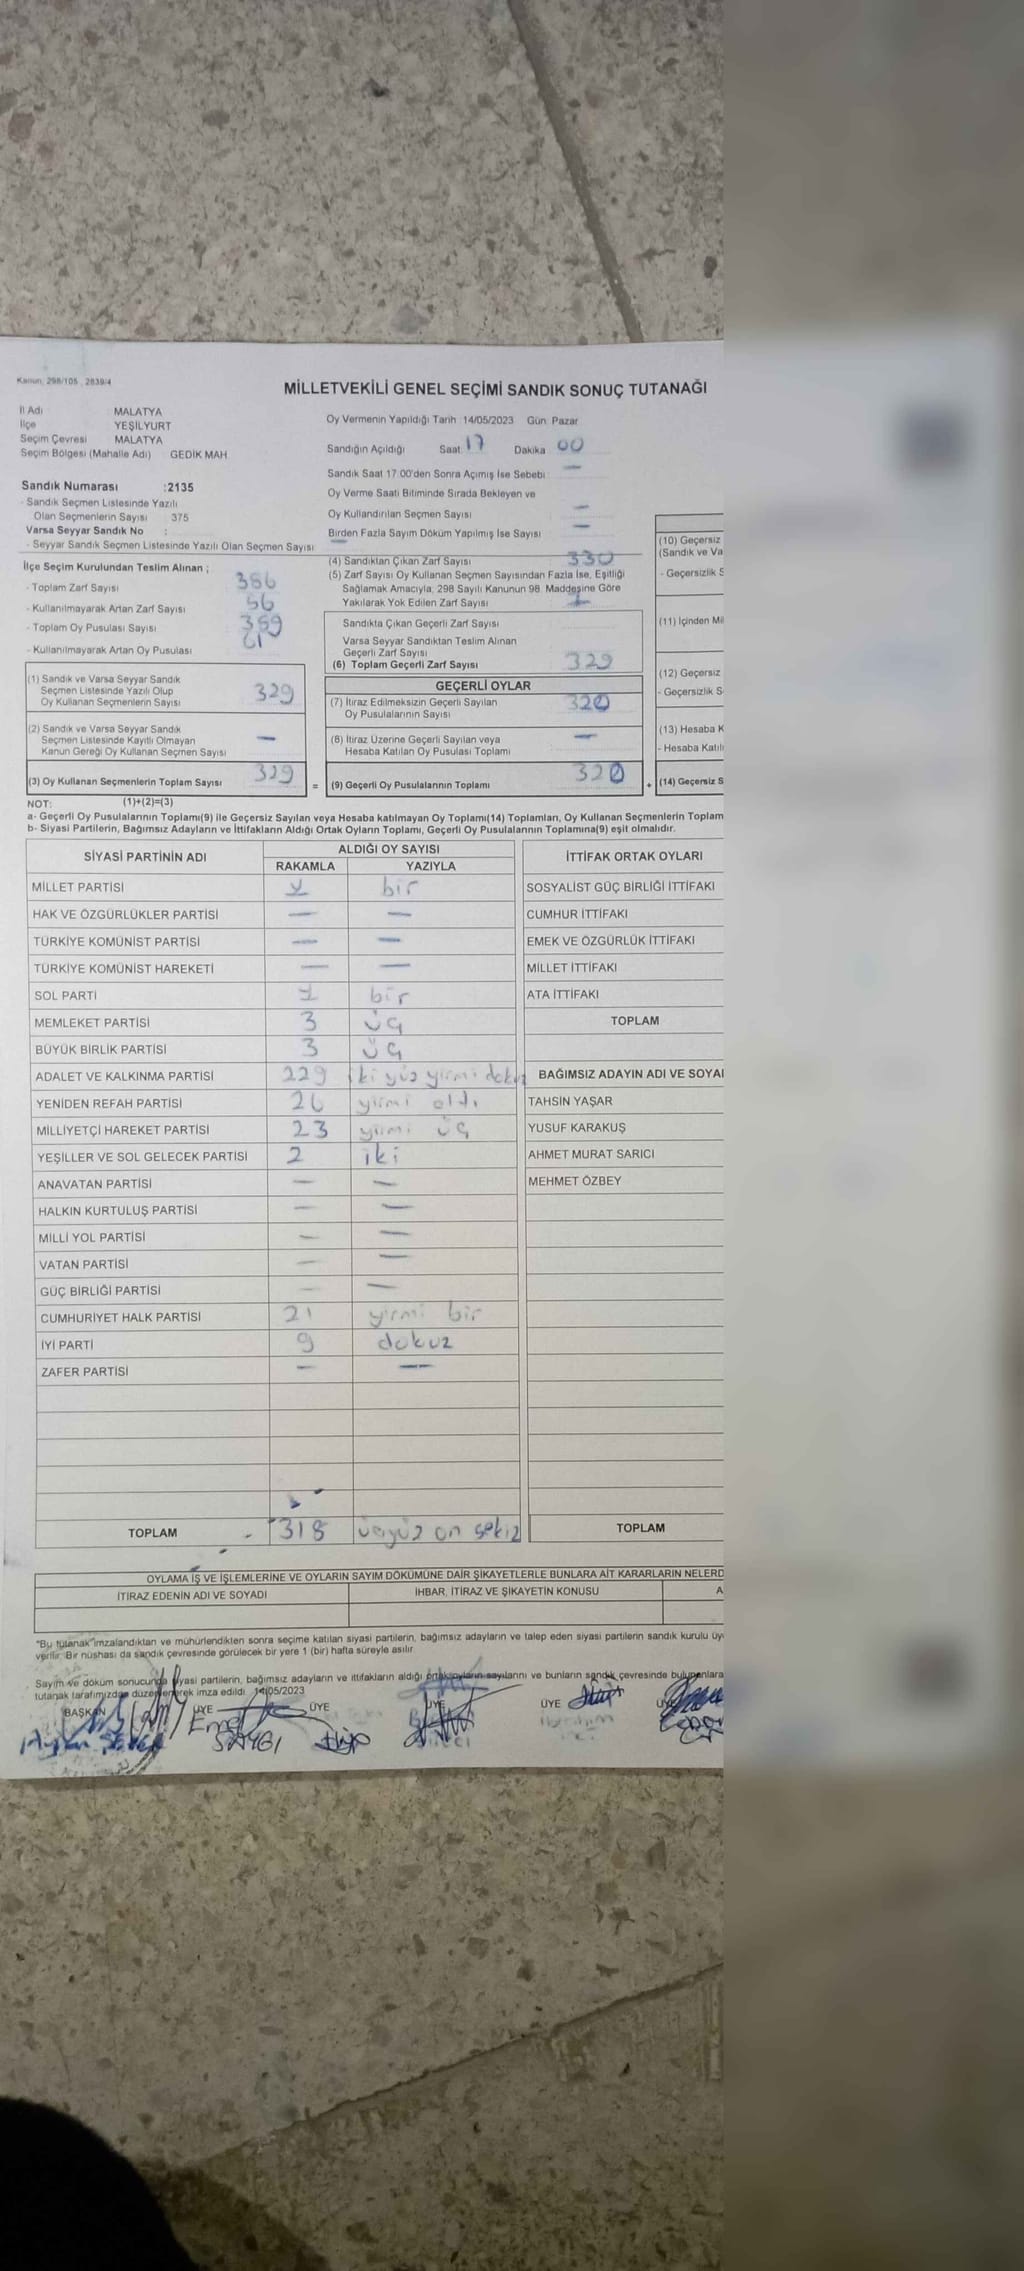 Kanun, 298/105, 2839/4
MİLLETVEKİLİ GENEL SEÇİMİ SANDIK SONUÇ TUTANAĞI
İl Adı MALATYA
İlçe YEŞİLYURT
Seçim Çevresi MALATYA
Seçim Bölgesi (Mahalle Adı) GEDİK MAH
Sandık Numarası :2135
- Sandık Seçmen Listesinde Yazılı
Olan Seçmenlerin Sayısı 375
Varsa Seyyar Sandık No :
- Seyyar Sandık Seçmen Listesinde Yazılı Olan Seçmen Sayısı —
Oy Vermenin Yapıldığı Tarih 14/05/2023 Gün Pazar
Sandığın Açıldığı Saat 17 Dakika 00
Sandık Saat 17.00'den Sonra Açımış İse Sebebi —
Oy Verme Saati Bitiminde Sırada Bekleyen ve
Oy Kullandırılan Seçmen Sayısı —
Birden Fazla Sayım Döküm Yapılmış İse Sayısı —
İlçe Seçim Kurulundan Teslim Alınan ;
- Toplam Zarf Sayısı
- Kullanılmayarak Artan Zarf Sayısı 56
- Toplam Oy Pusulası Sayısı
- Kullanılmayarak Artan Oy Pusulası 61
(4) Sandıktan Çıkan Zarf Sayısı 330
(5) Zarf Sayısı Oy Kullanan Seçmen Sayısından Fazla İse, Eşitliği
Sağlamak Amacıyla, 298 Sayılı Kanunun 98. Maddesine Göre
Yakılarak Yok Edilen Zarf Sayısı
Sandıkta Çıkan Geçerli Zarf Sayısı
Varsa Seyyar Sandıktan Teslim Alınan
Geçerli Zarf Sayısı
(6) Toplam Geçerli Zarf Sayısı 329
(1) Sandık ve Varsa Seyyar Sandık
Seçmen Listesinde Yazılı Olup
Oy Kullanan Seçmenlerin Sayısı 329
(2) Sandık ve Varsa Seyyar Sandık
Seçmen Listesinde Kayıtlı Olmayan
Kanun Gereği Oy Kullanan Seçmen Sayısı —
(3) Oy Kullanan Seçmenlerin Toplam Sayısı 329 =
GEÇERLİ OYLAR
(7) İtiraz Edilmeksizin Geçerli Sayılan
Oy Pusulalarının Sayısı 320
(8) İtiraz Üzerine Geçerli Sayılan veya
Hesaba Katılan Oy Pusulası Toplamı —
(9) Geçerli Oy Pusulalarının Toplamı 320 +
(10) Geçersiz
(Sandık ve Va
- Geçersizlik S
(11) İçinden Mi
(12) Geçersiz
- Geçersizlik S
(13) Hesaba K
- Hesaba Katıl
(14) Geçersiz S
NOT: (1)+(2)=(3)
a- Geçerli Oy Pusulalarının Toplamı(9) ile Geçersiz Sayılan veya Hesaba katılmayan Oy Toplamı(14) Toplamları, Oy Kullanan Seçmenlerin Toplam
b- Siyasi Partilerin, Bağımsız Adayların ve İttifakların Aldığı Ortak Oyların Toplamı, Geçerli Oy Pusulalarının Toplamına(9) eşit olmalıdır.
SİYASİ PARTİNİN ADI ALDIĞI OY SAYISI
RAKAMLA YAZIYLA
MİLLET PARTİSİ 1 bir
HAK VE ÖZGÜRLÜKLER PARTİSİ — —
TÜRKİYE KOMÜNİST PARTİSİ — —
TÜRKİYE KOMÜNİST HAREKETİ — —
SOL PARTİ 1 bir
MEMLEKET PARTİSİ 3 üç
BÜYÜK BİRLİK PARTİSİ 3 üç
ADALET VE KALKINMA PARTİSİ 229 iki yüz yirmi dokuz
YENİDEN REFAH PARTİSİ 26 yirmi altı
MİLLİYETÇİ HAREKET PARTİSİ 23 yirmi üç
YEŞİLLER VE SOL GELECEK PARTİSİ 2 iki
ANAVATAN PARTİSİ — —
HALKIN KURTULUŞ PARTİSİ — —
MİLLİ YOL PARTİSİ — —
VATAN PARTİSİ — —
GÜÇ BİRLİĞİ PARTİSİ — —
CUMHURİYET HALK PARTİSİ 21 yirmi bir
İYİ PARTİ 9 dokuz
ZAFER PARTİSİ — —
TOPLAM 318 üçyüz on sekiz
İTTİFAK ORTAK OYLARI
SOSYALİST GÜÇ BİRLİĞİ İTTİFAKI
CUMHUR İTTİFAKI
EMEK VE ÖZGÜRLÜK İTTİFAKI
MİLLET İTTİFAKI
ATA İTTİFAKI
TOPLAM
BAĞIMSIZ ADAYIN ADI VE SOYA
TAHSİN YAŞAR
YUSUF KARAKUŞ
AHMET MURAT SARICI
MEHMET ÖZBEY
TOPLAM
OYLAMA İŞ VE İŞLEMLERİNE VE OYLARIN SAYIM DÖKÜMÜNE DAİR ŞİKAYETLERLE BUNLARA AİT KARARLARIN NELERD
İTİRAZ EDENİN ADI VE SOYADI İHBAR, İTİRAZ VE ŞİKAYETİN KONUSU A
"Bu tutanak imzalandıktan ve mühürlendikten sonra seçime katılan siyasi partilerin, bağımsız adayların ve talep eden siyasi partilerin sandık kurulu üy
verilir. Bir nüshası da sandık çevresinde görülecek bir yere 1 (bir) hafta süreyle asılır.
Sayım ve döküm sonucunda siyasi partilerin, bağımsız adayların ve ittifakların aldığı ortak oyların sayılarını ve bunların sandık çevresinde bulunanlara
tutanak tarafımızdan düzenlenerek imza edildi. 14/05/2023
BAŞKAN ÜYE ÜYE ÜYE ÜYE ÜYE
SAYGI